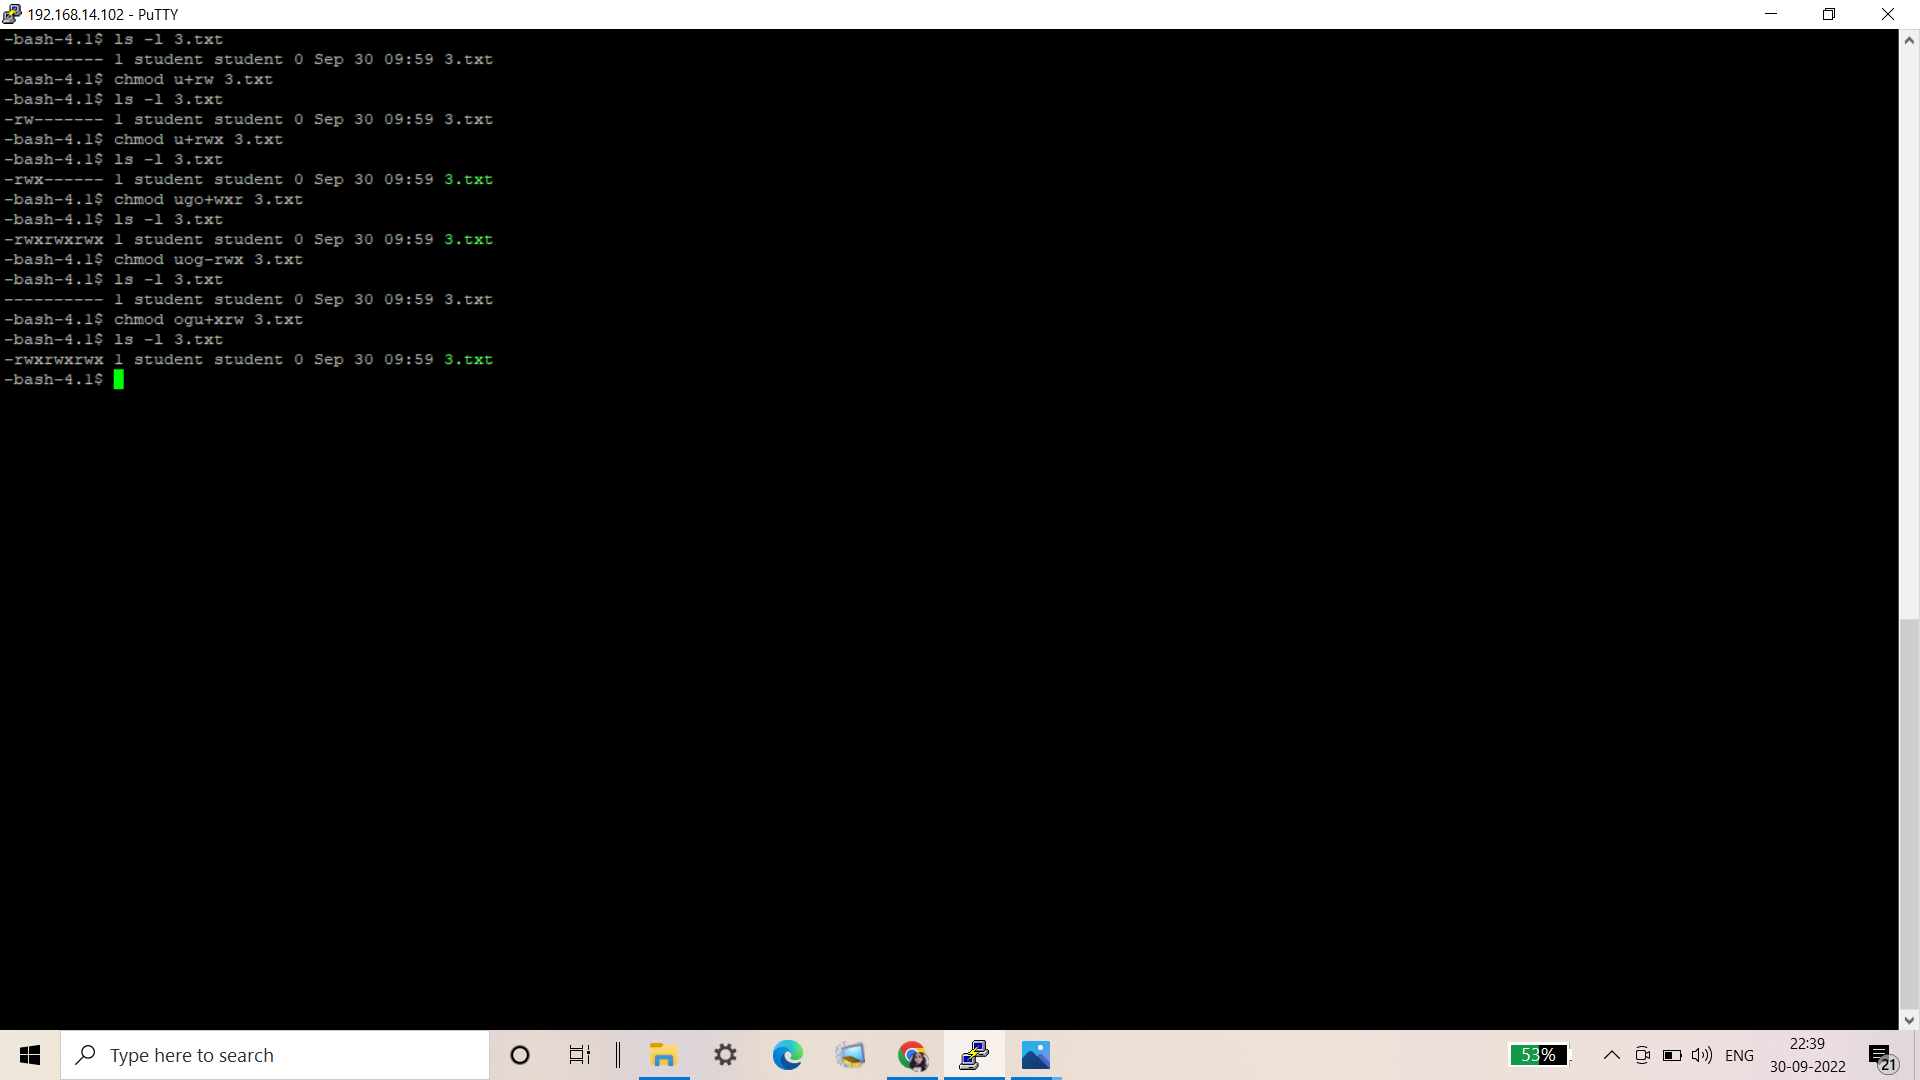 192.168.14.102 - PuTTY
-bash-4.1$ ls -l 3.txt
---------- 1 student student 0 Sep 30 09:59 3.txt
-bash-4.1$ chmod u+rw 3.txt
-bash-4.1$ ls -l 3.txt
-rw------- 1 student student 0 Sep 30 09:59 3.txt
-bash-4.1$ chmod u+rwx 3.txt
-bash-4.1$ ls -l 3.txt
-rwx------ 1 student student 0 Sep 30 09:59 3.txt
-bash-4.1$ chmod ugo+wxr 3.txt
-bash-4.1$ ls -l 3.txt
-rwxrwxrwx 1 student student 0 Sep 30 09:59 3.txt
-bash-4.1$ chmod uog-rwx 3.txt
-bash-4.1$ ls -l 3.txt
---------- 1 student student 0 Sep 30 09:59 3.txt
-bash-4.1$ chmod ogu+xrw 3.txt
-bash-4.1$ ls -l 3.txt
-rwxrwxrwx 1 student student 0 Sep 30 09:59 3.txt
-bash-4.1$
Type here to search
53%
ENG
22:39
30-09-2022
21